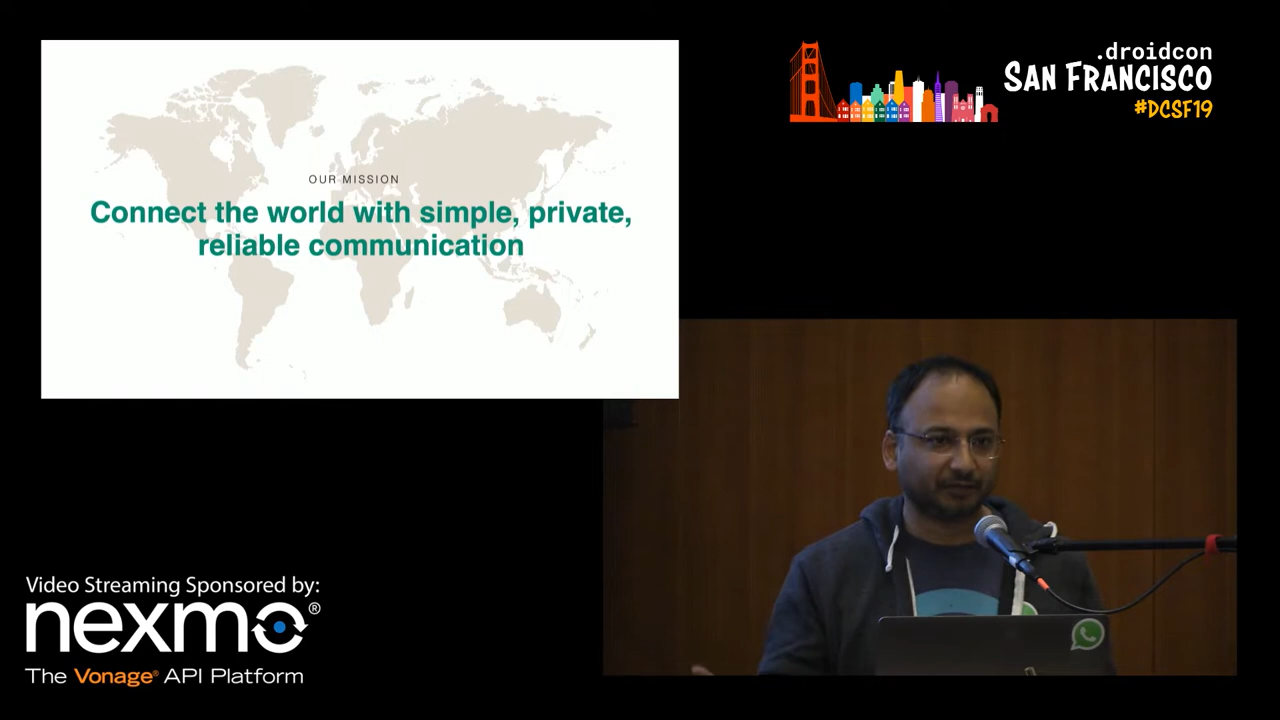 OUR MISSION
Connect the world with simple, private,
reliable communication
.droidcon
SAN FRANCISCO
#DCSF19
Video Streaming Sponsored by:
nexmo®
The Vonage® API Platform